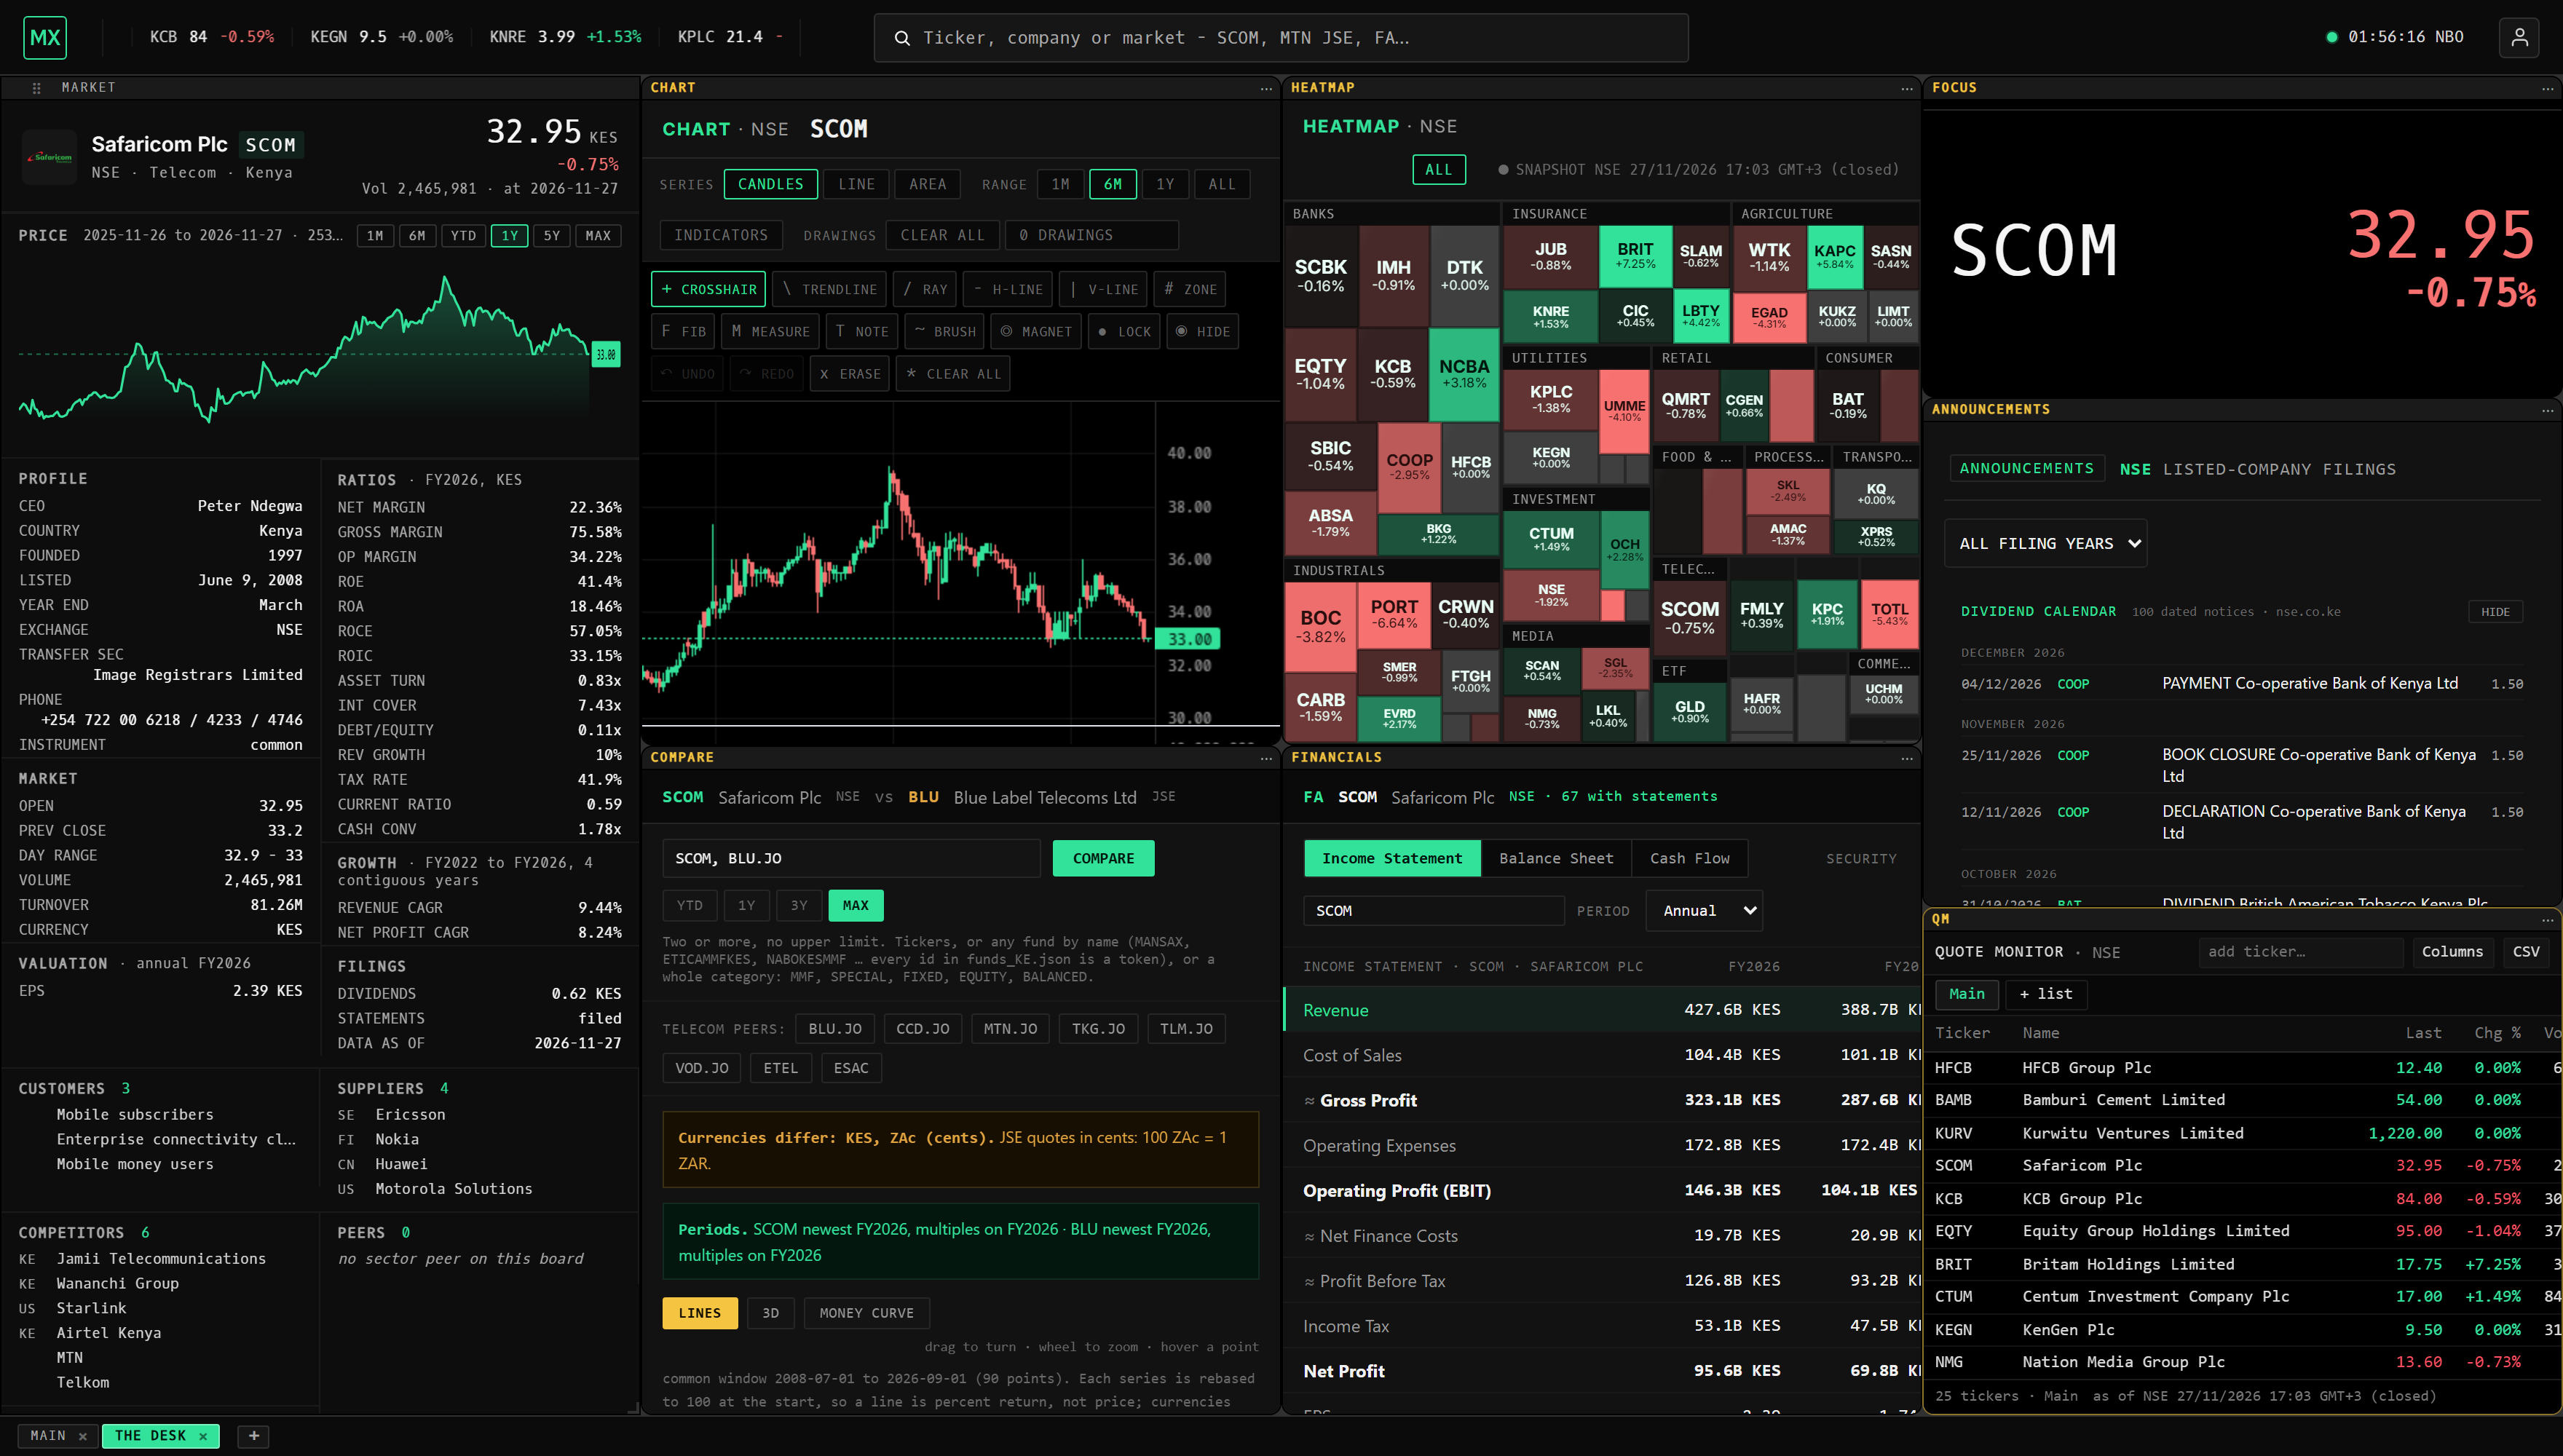 MX
KCB 84 -0.59% KEGN 9.5 +0.00% KNRE 3.99 +1.53% KPLC 21.4 -
Ticker, company or market - SCOM, MTN JSE, FA...
01:56:16 NBO
MARKET
Safaricom
Safaricom Plc SCOM
NSE · Telecom · Kenya
32.95 KES
-0.75%
Vol 2,465,981 · at 2026-11-27
PRICE 2025-11-26 to 2026-11-27 · 253… 1M 6M YTD 1Y 5Y MAX
33.00
PROFILE
CEO Peter Ndegwa
COUNTRY Kenya
FOUNDED 1997
LISTED June 9, 2008
YEAR END March
EXCHANGE NSE
TRANSFER SEC
Image Registrars Limited
PHONE
+254 722 00 6218 / 4233 / 4746
INSTRUMENT common
MARKET
OPEN 32.95
PREV CLOSE 33.2
DAY RANGE 32.9 - 33
VOLUME 2,465,981
TURNOVER 81.26M
CURRENCY KES
VALUATION · annual FY2026
EPS 2.39 KES
RATIOS · FY2026, KES
NET MARGIN 22.36%
GROSS MARGIN 75.58%
OP MARGIN 34.22%
ROE 41.4%
ROA 18.46%
ROCE 57.05%
ROIC 33.15%
ASSET TURN 0.83x
INT COVER 7.43x
DEBT/EQUITY 0.11x
REV GROWTH 10%
TAX RATE 41.9%
CURRENT RATIO 0.59
CASH CONV 1.78x
GROWTH · FY2022 to FY2026, 4
contiguous years
REVENUE CAGR 9.44%
NET PROFIT CAGR 8.24%
FILINGS
DIVIDENDS 0.62 KES
STATEMENTS filed
DATA AS OF 2026-11-27
CUSTOMERS 3
Mobile subscribers
Enterprise connectivity cl...
Mobile money users
SUPPLIERS 4
SE Ericsson
FI Nokia
CN Huawei
US Motorola Solutions
COMPETITORS 6
KE Jamii Telecommunications
KE Wananchi Group
US Starlink
KE Airtel Kenya
MTN
Telkom
PEERS 0
no sector peer on this board
CHART ...
CHART · NSE SCOM
SERIES CANDLES LINE AREA RANGE 1M 6M 1Y ALL
INDICATORS DRAWINGS CLEAR ALL 0 DRAWINGS
+ CROSSHAIR \ TRENDLINE / RAY - H-LINE | V-LINE # ZONE
F FIB M MEASURE T NOTE ~ BRUSH ◎ MAGNET ● LOCK ◉ HIDE
↶ UNDO ↷ REDO x ERASE * CLEAR ALL
40.00
38.00
36.00
34.00
33.00
32.00
30.00
COMPARE ...
SCOM Safaricom Plc NSE VS BLU Blue Label Telecoms Ltd JSE
SCOM, BLU.JO COMPARE
YTD 1Y 3Y MAX
Two or more, no upper limit. Tickers, or any fund by name (MANSAX,
ETICAMMFKES, NABOKESMMF … every id in funds_KE.json is a token), or a
whole category: MMF, SPECIAL, FIXED, EQUITY, BALANCED.
TELECOM PEERS: BLU.JO CCD.JO MTN.JO TKG.JO TLM.JO
VOD.JO ETEL ESAC
Currencies differ: KES, ZAc (cents). JSE quotes in cents: 100 ZAc = 1
ZAR.
Periods. SCOM newest FY2026, multiples on FY2026 · BLU newest FY2026,
multiples on FY2026
LINES 3D MONEY CURVE
drag to turn · wheel to zoom · hover a point
common window 2008-07-01 to 2026-09-01 (90 points). Each series is rebased
to 100 at the start, so a line is percent return, not price; currencies
HEATMAP ...
HEATMAP · NSE
ALL SNAPSHOT NSE 27/11/2026 17:03 GMT+3 (closed)
BANKS
SCBK -0.16%
IMH -0.91%
DTK +0.00%
EQTY -1.04%
KCB -0.59%
NCBA +3.18%
SBIC -0.54%
COOP -2.95%
HFCB +0.00%
ABSA -1.79%
BKG +1.22%
INDUSTRIALS
BOC -3.82%
PORT -6.64%
CRWN -0.40%
SMER -0.99%
FTGH +0.00%
CARB -1.59%
EVRD +2.17%
INSURANCE
JUB -0.88%
BRIT +7.25%
SLAM -0.62%
KNRE +1.53%
CIC +0.45%
LBTY +4.42%
AGRICULTURE
WTK -1.14%
KAPC +5.84%
SASN -0.44%
EGAD -4.31%
KUKZ +0.00%
LIMT +0.00%
UTILITIES
KPLC -1.38%
UMME -4.10%
KEGN +0.00%
RETAIL
QMRT -0.78%
CGEN +0.66%
CONSUMER
BAT -0.19%
INVESTMENT
CTUM +1.49%
OCH +2.28%
NSE -1.92%
FOOD & ...
PROCESS...
SKL -2.49%
AMAC -1.37%
TRANSPO...
KQ +0.00%
XPRS +0.52%
MEDIA
SCAN +0.54%
SGL -2.35%
NMG -0.73%
LKL +0.40%
TELEC...
SCOM -0.75%
FMLY +0.39%
KPC +1.91%
TOTL -5.43%
ETF
GLD +0.90%
HAFR +0.00%
COMME...
UCHM +0.00%
FINANCIALS ...
FA SCOM Safaricom Plc NSE · 67 with statements
Income Statement Balance Sheet Cash Flow SECURITY
SCOM PERIOD Annual
INCOME STATEMENT · SCOM · SAFARICOM PLC FY2026 FY20
Revenue 427.6B KES 388.7B KE
Cost of Sales 104.4B KES 101.1B KE
≈ Gross Profit 323.1B KES 287.6B KE
Operating Expenses 172.8B KES 172.4B KE
Operating Profit (EBIT) 146.3B KES 104.1B KES
≈ Net Finance Costs 19.7B KES 20.9B KE
≈ Profit Before Tax 126.8B KES 93.2B KE
Income Tax 53.1B KES 47.5B KE
Net Profit 95.6B KES 69.8B KE
FOCUS ...
SCOM 32.95
-0.75%
ANNOUNCEMENTS ...
ANNOUNCEMENTS NSE LISTED-COMPANY FILINGS
ALL FILING YEARS
DIVIDEND CALENDAR 100 dated notices · nse.co.ke HIDE
DECEMBER 2026
04/12/2026 COOP PAYMENT Co-operative Bank of Kenya Ltd 1.50
NOVEMBER 2026
25/11/2026 COOP BOOK CLOSURE Co-operative Bank of Kenya 1.50
Ltd
12/11/2026 COOP DECLARATION Co-operative Bank of Kenya 1.50
Ltd
OCTOBER 2026
31/10/2026 BAT DIVIDEND British American Tobacco Kenya Plc
QM ...
QUOTE MONITOR · NSE add ticker… Columns CSV
Main + list
Ticker Name Last Chg % Vo
HFCB HFCB Group Plc 12.40 0.00% 6
BAMB Bamburi Cement Limited 54.00 0.00%
KURV Kurwitu Ventures Limited 1,220.00 0.00%
SCOM Safaricom Plc 32.95 -0.75% 2
KCB KCB Group Plc 84.00 -0.59% 30
EQTY Equity Group Holdings Limited 95.00 -1.04% 37
BRIT Britam Holdings Limited 17.75 +7.25% 3
CTUM Centum Investment Company Plc 17.00 +1.49% 84
KEGN KenGen Plc 9.50 0.00% 31
NMG Nation Media Group Plc 13.60 -0.73%
25 tickers · Main as of NSE 27/11/2026 17:03 GMT+3 (closed)
MAIN × THE DESK × +